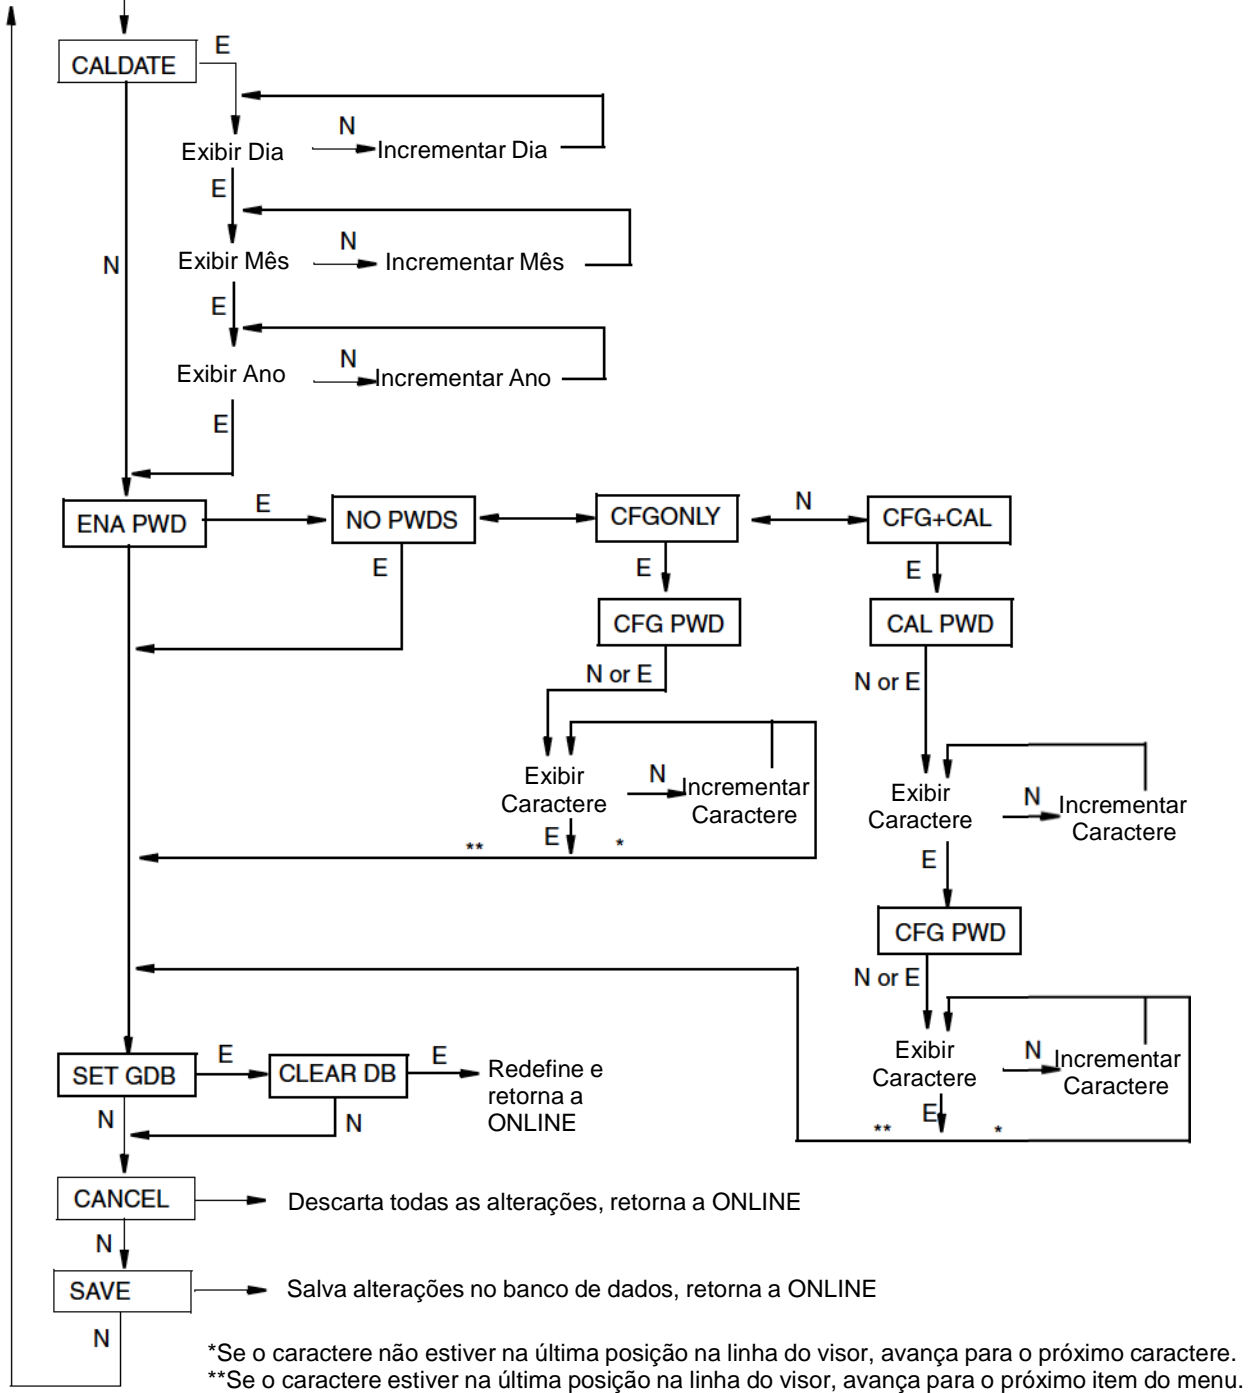 CALDATE
E
Exibir Dia
N
Incrementar Dia
E
Exibir Mês
N
Incrementar Mês
N
E
Exibir Ano
N
Incrementar Ano
E
ENA PWD
E
NO PWDS
CFGONLY
N
CFG+CAL
E
E
E
CFG PWD
CAL PWD
N or E
N or E
Exibir
Caractere
N
Incrementar
Caractere
E
**
*
Exibir
Caractere
N
Incrementar
Caractere
E
CFG PWD
N or E
Exibir
Caractere
N
Incrementar
Caractere
E
**
*
SET GDB
E
CLEAR DB
E
Redefine e
retorna a
ONLINE
N
N
CANCEL
Descarta todas as alterações, retorna a ONLINE
N
SAVE
Salva alterações no banco de dados, retorna a ONLINE
N
*Se o caractere não estiver na última posição na linha do visor, avança para o próximo caractere.
**Se o caractere estiver na última posição na linha do visor, avança para o próximo item do menu.